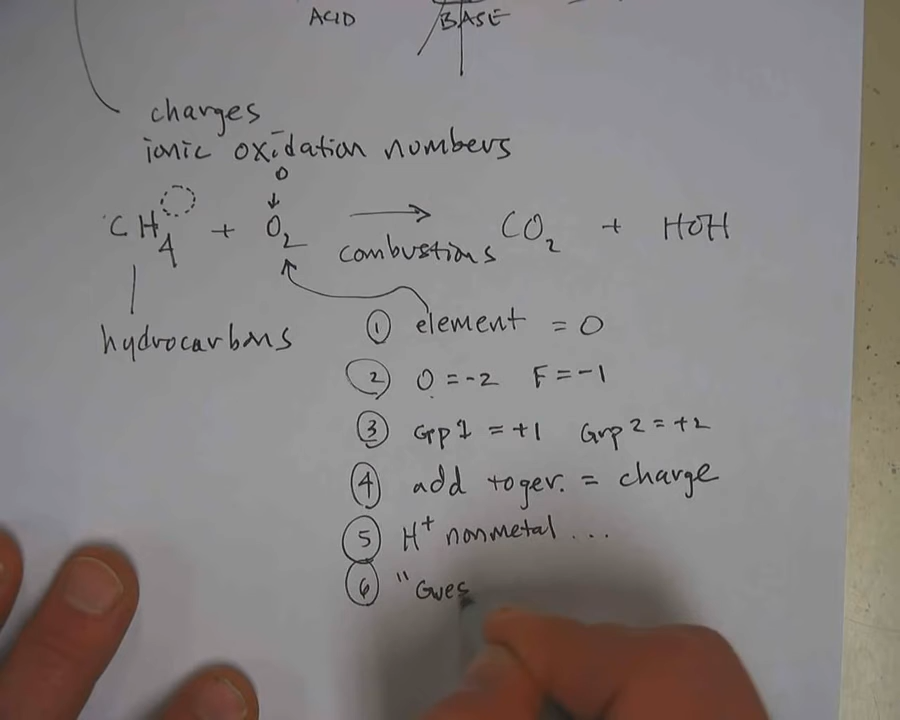 ACID BASE
charges
ionic oxidation numbers
0
CH4 + O2 → CO2 + HOH
combustions
hydrocarbons
① element = 0
② O = -2 F = -1
③ Grp 1 = +1 Grp 2 = +2
④ add toger. = charge
⑤ H+ nonmetal ...
⑥ "Gues